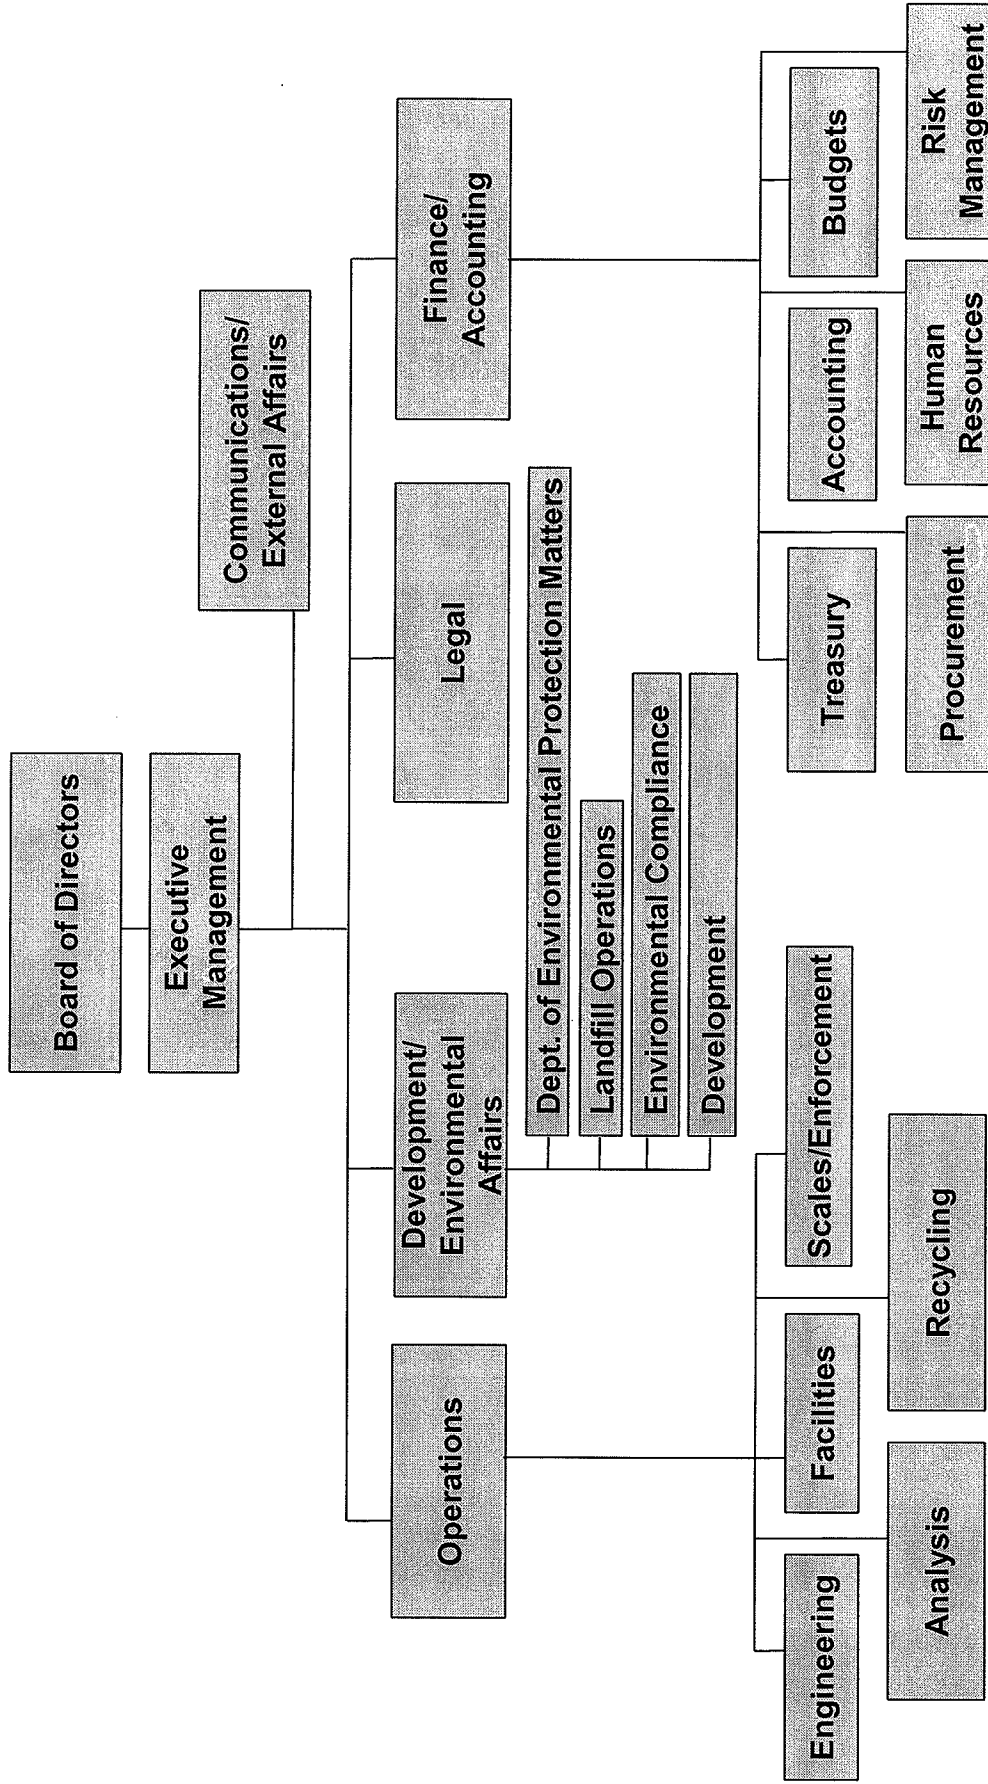 Board of Directors
Executive
Management
Communications/
External Affairs
Operations
Development/
Environmental
Affairs
Legal
Finance/
Accounting
Dept. of Environmental Protection Matters
Landfill Operations
Environmental Compliance
Development
Engineering
Facilities
Scales/Enforcement
Analysis
Recycling
Treasury
Accounting
Budgets
Procurement
Human
Resources
Risk
Management